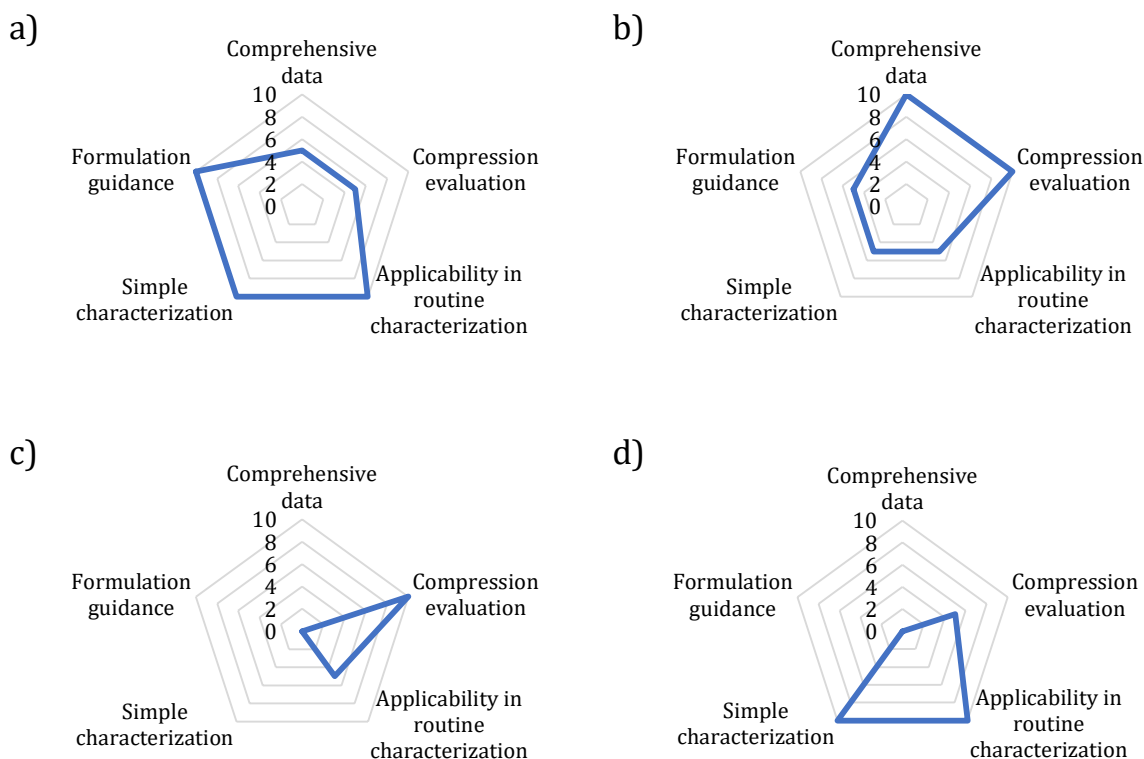 a)
Comprehensive
data
10
8
6
4
2
0
Formulation
guidance
Compression
evaluation
Simple
characterization
Applicability in
routine
characterization
b)
Comprehensive
data
10
8
6
4
2
0
Formulation
guidance
Compression
evaluation
Simple
characterization
Applicability in
routine
characterization
c)
Comprehensive
data
10
8
6
4
2
0
Formulation
guidance
Compression
evaluation
Simple
characterization
Applicability in
routine
characterization
d)
Comprehensive
data
10
8
6
4
2
0
Formulation
guidance
Compression
evaluation
Simple
characterization
Applicability in
routine
characterization